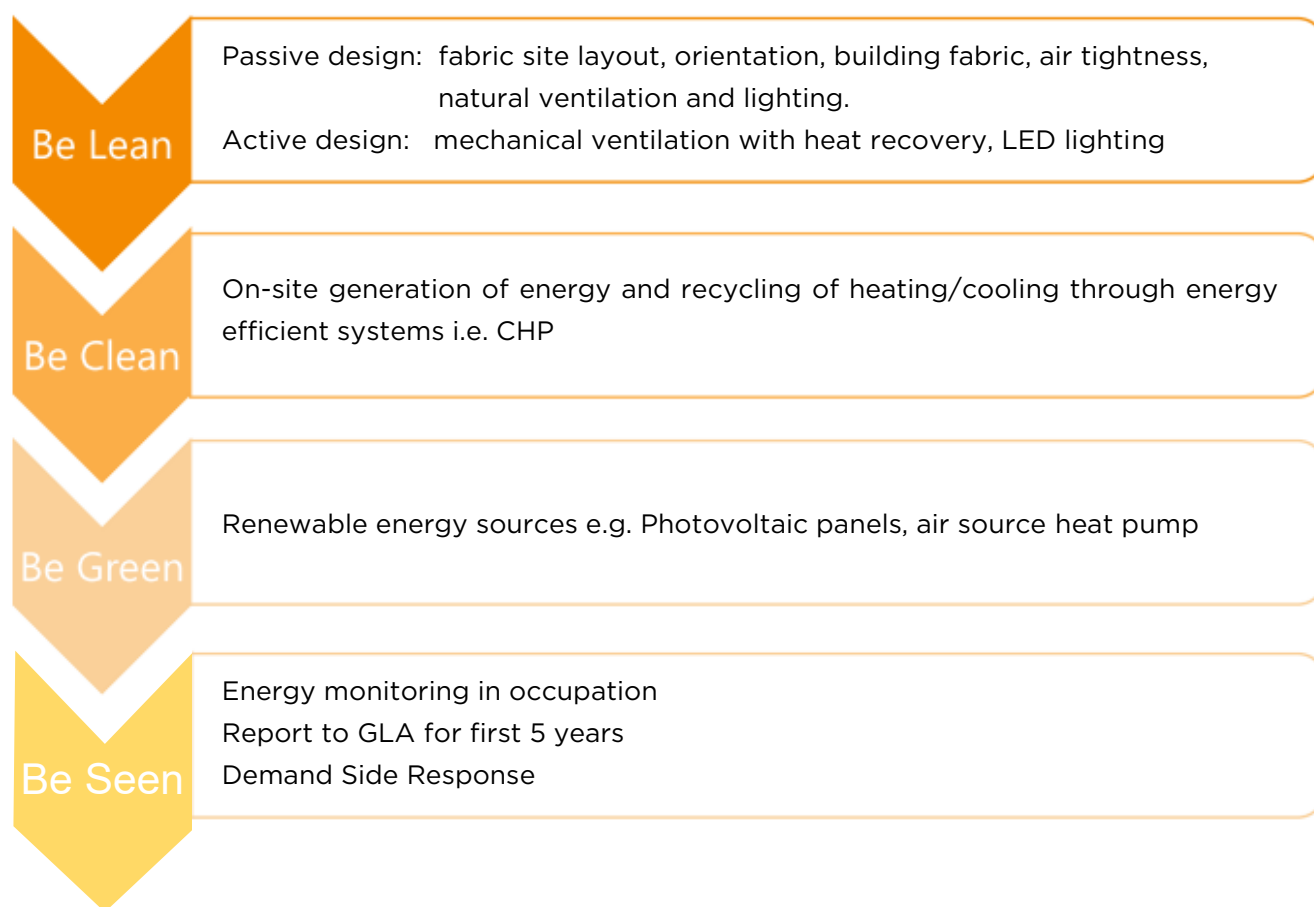 Be Lean
Passive design: fabric site layout, orientation, building fabric, air tightness,
natural ventilation and lighting.
Active design: mechanical ventilation with heat recovery, LED lighting
Be Clean
On-site generation of energy and recycling of heating/cooling through energy
efficient systems i.e. CHP
Be Green
Renewable energy sources e.g. Photovoltaic panels, air source heat pump
Be Seen
Energy monitoring in occupation
Report to GLA for first 5 years
Demand Side Response